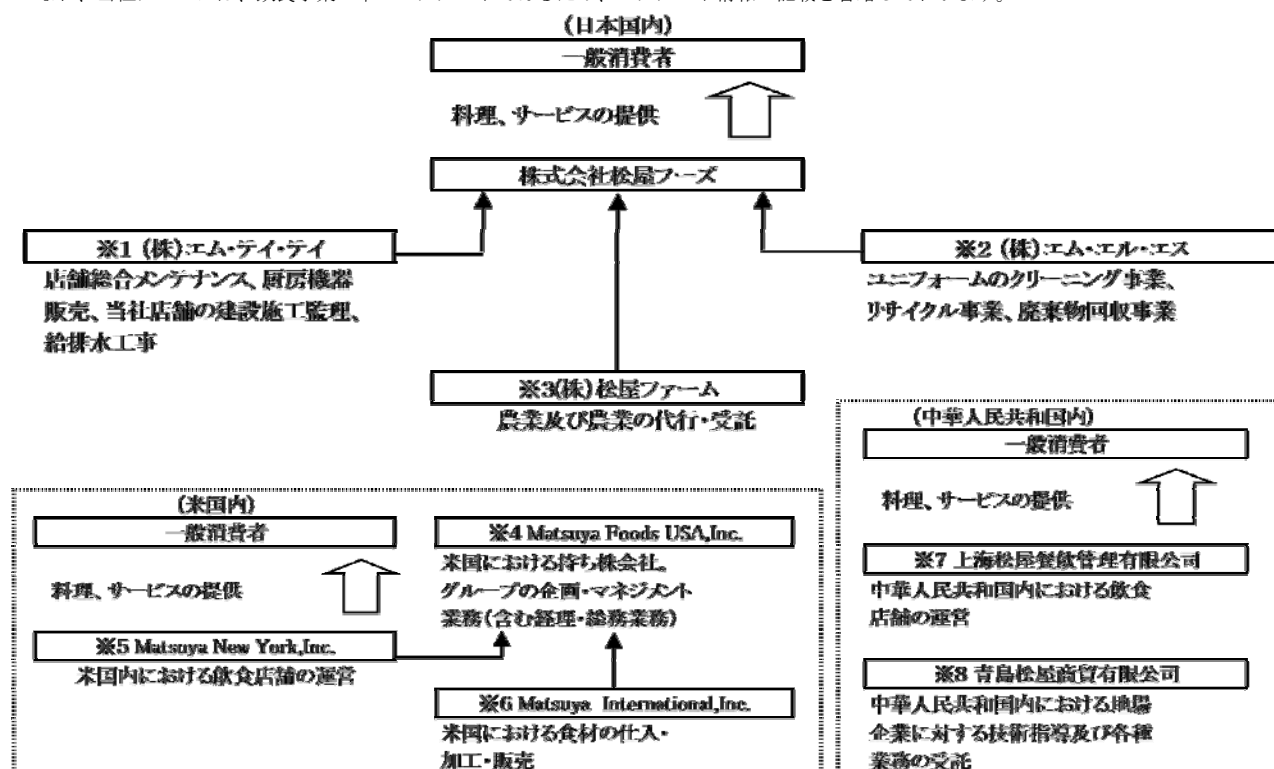 (日本国内)
一般消費者
料理、サービスの提供
株式会社松屋フーズ
※1 (株)エム・テイ・テイ
店舗総合メンテナンス、厨房機器
販売、当社店舗の建設施工監理、
給排水工事
※2 (株)エム・エル・エス
ユニフォームのクリーニング事業、
リサイクル事業、廃棄物回収事業
※3(株)松屋ファーム
農業及び農業の代行・受託
(米国内)
一般消費者
料理、サービスの提供
※5 Matsuya New York,Inc.
米国内における飲食店舗の運営
※4 Matsuya Foods USA,Inc.
米国における持ち株会社。
グループの企画・マネジメント
業務(含む経理・総務業務)
※6 Matsuya International,Inc.
米国における食材の仕入・
加工・販売
(中華人民共和国内)
一般消費者
料理、サービスの提供
※7 上海松屋餐飲管理有限公司
中華人民共和国内における飲食
店舗の運営
※8 青島松屋商貿有限公司
中華人民共和国内における地場
企業に対する技術指導及び各種
業務の受託